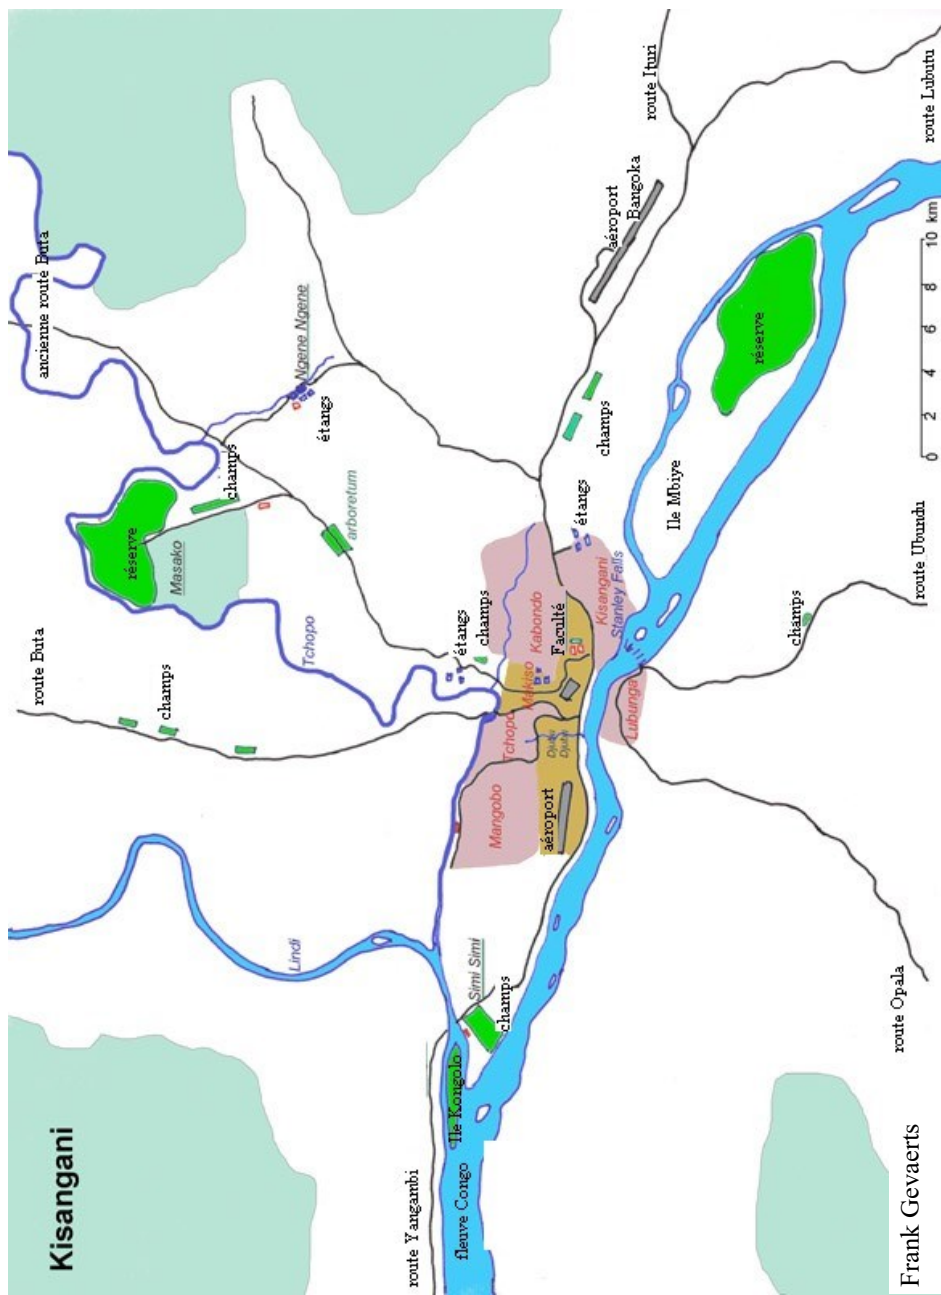 Kisangani
route Yangambi
fleuve Congo
Ile Kongolo
Simi Simi
champs
Lindi
route Buta
champs
Tchopo
réserve
Masako
champs
ancienne route Buta
Ngene Ngene
étangs
arboretum
étangs
champs
Mangobo
Tchopo
Makiso
Kabondo
Faculté
Kisangani
Stanley Falls
étangs
aéroport
Djubu
Djubu
Lubunga
champs
aéroport
Bangoka
route Ituri
route Lubutu
Ile Mbiye
réserve
champs
route Ubundu
route Opala
0 2 4 6 8 10 km
Frank Gevaerts